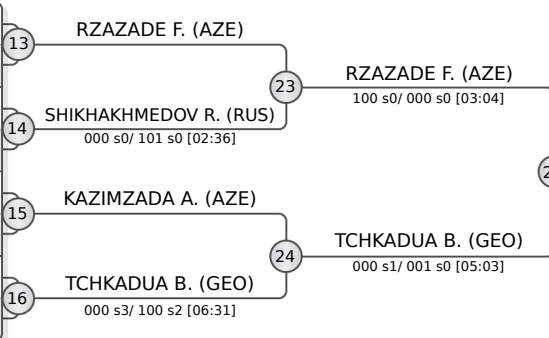 RZAZADE F. (AZE)
13
RZAZADE F. (AZE)
23
100 s0/ 000 s0 [03:04]
SHIKHAKHMEDOV R. (RUS)
14
000 s0/ 101 s0 [02:36]
KAZIMZADA A. (AZE)
15
TCHKADUA B. (GEO)
24
000 s1/ 001 s0 [05:03]
TCHKADUA B. (GEO)
16
000 s3/ 100 s2 [06:31]